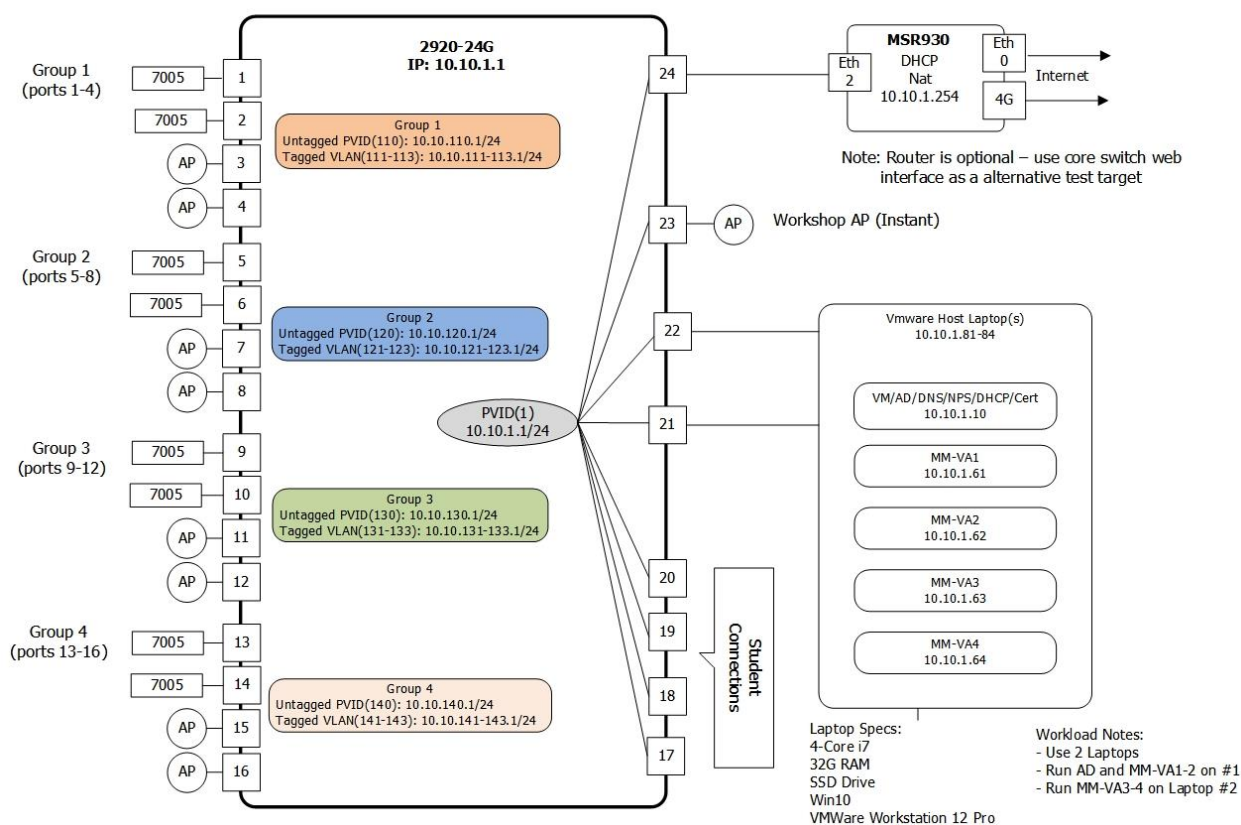 2920-24G
IP: 10.10.1.1
Group 1
(ports 1-4)
7005
1
7005
2
AP
3
AP
4
Group 1
Untagged PVID(110): 10.10.110.1/24
Tagged VLAN(111-113): 10.10.111-113.1/24
Group 2
(ports 5-8)
7005
5
7005
6
AP
7
AP
8
Group 2
Untagged PVID(120): 10.10.120.1/24
Tagged VLAN(121-123): 10.10.121-123.1/24
PVID(1)
10.10.1.1/24
Group 3
(ports 9-12)
7005
9
7005
10
AP
11
AP
12
Group 3
Untagged PVID(130): 10.10.130.1/24
Tagged VLAN(131-133): 10.10.131-133.1/24
Group 4
(ports 13-16)
7005
13
7005
14
AP
15
AP
16
Group 4
Untagged PVID(140): 10.10.140.1/24
Tagged VLAN(141-143): 10.10.141-143.1/24
24
23
22
21
20
19
18
17
Student
Connections
MSR930
DHCP
Nat
10.10.1.254
Eth
2
Eth
0
4G
Internet
Note: Router is optional – use core switch web
interface as a alternative test target
AP
Workshop AP (Instant)
Vmware Host Laptop(s)
10.10.1.81-84
VM/AD/DNS/NPS/DHCP/Cert
10.10.1.10
MM-VA1
10.10.1.61
MM-VA2
10.10.1.62
MM-VA3
10.10.1.63
MM-VA4
10.10.1.64
Laptop Specs:
4-Core i7
32G RAM
SSD Drive
Win10
VMWare Workstation 12 Pro
Workload Notes:
- Use 2 Laptops
- Run AD and MM-VA1-2 on #1
- Run MM-VA3-4 on Laptop #2